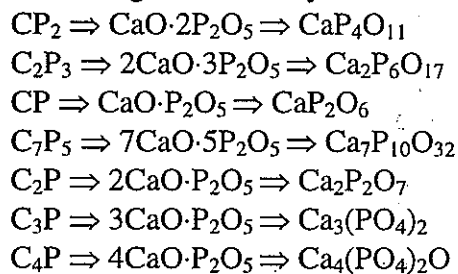 CP₂ ⇒ CaO·2P₂O₅ ⇒ CaP₄O₁₁
C₂P₃ ⇒ 2CaO·3P₂O₅ ⇒ Ca₂P₆O₁₇
CP ⇒ CaO·P₂O₅ ⇒ CaP₂O₆
C₇P₅ ⇒ 7CaO·5P₂O₅ ⇒ Ca₇P₁₀O₃₂
C₂P ⇒ 2CaO·P₂O₅ ⇒ Ca₂P₂O₇
C₃P ⇒ 3CaO·P₂O₅ ⇒ Ca₃(PO₄)₂
C₄P ⇒ 4CaO·P₂O₅ ⇒ Ca₄(PO₄)₂O